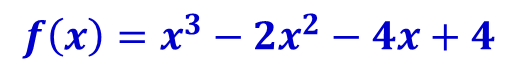 f(x) = x³ − 2x² − 4x + 4